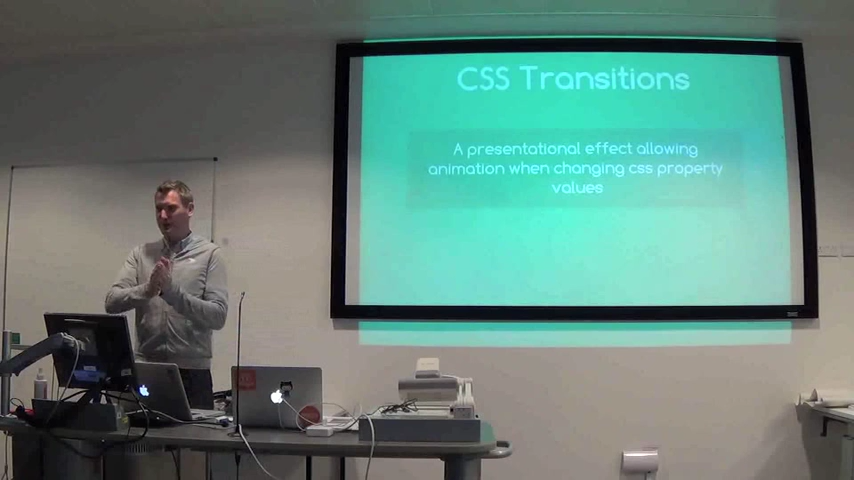 CSS Transitions
A presentational effect allowing
animation when changing css property
values